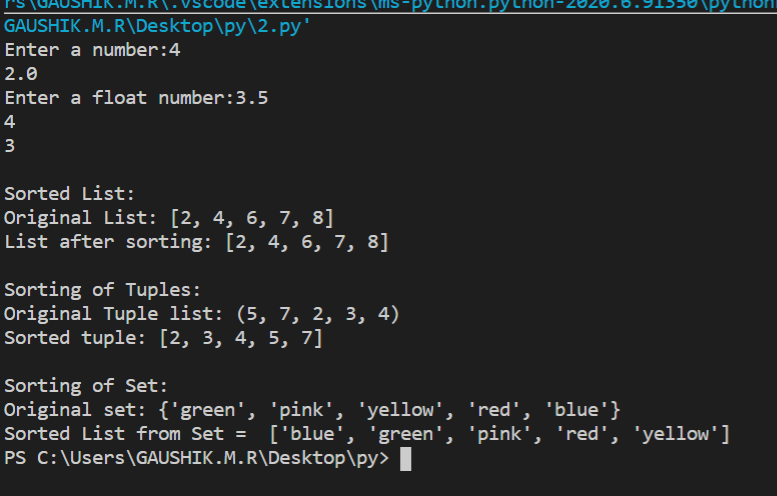 rs\GAUSHIK.M.R\.vscode\extensions\ms-python.python-2020.6.91350\pythonF
GAUSHIK.M.R\Desktop\py\2.py'
Enter a number:4
2.0
Enter a float number:3.5
4
3
Sorted List:
Original List: [2, 4, 6, 7, 8]
List after sorting: [2, 4, 6, 7, 8]
Sorting of Tuples:
Original Tuple list: (5, 7, 2, 3, 4)
Sorted tuple: [2, 3, 4, 5, 7]
Sorting of Set:
Original set: {'green', 'pink', 'yellow', 'red', 'blue'}
Sorted List from Set =  ['blue', 'green', 'pink', 'red', 'yellow']
PS C:\Users\GAUSHIK.M.R\Desktop\py>